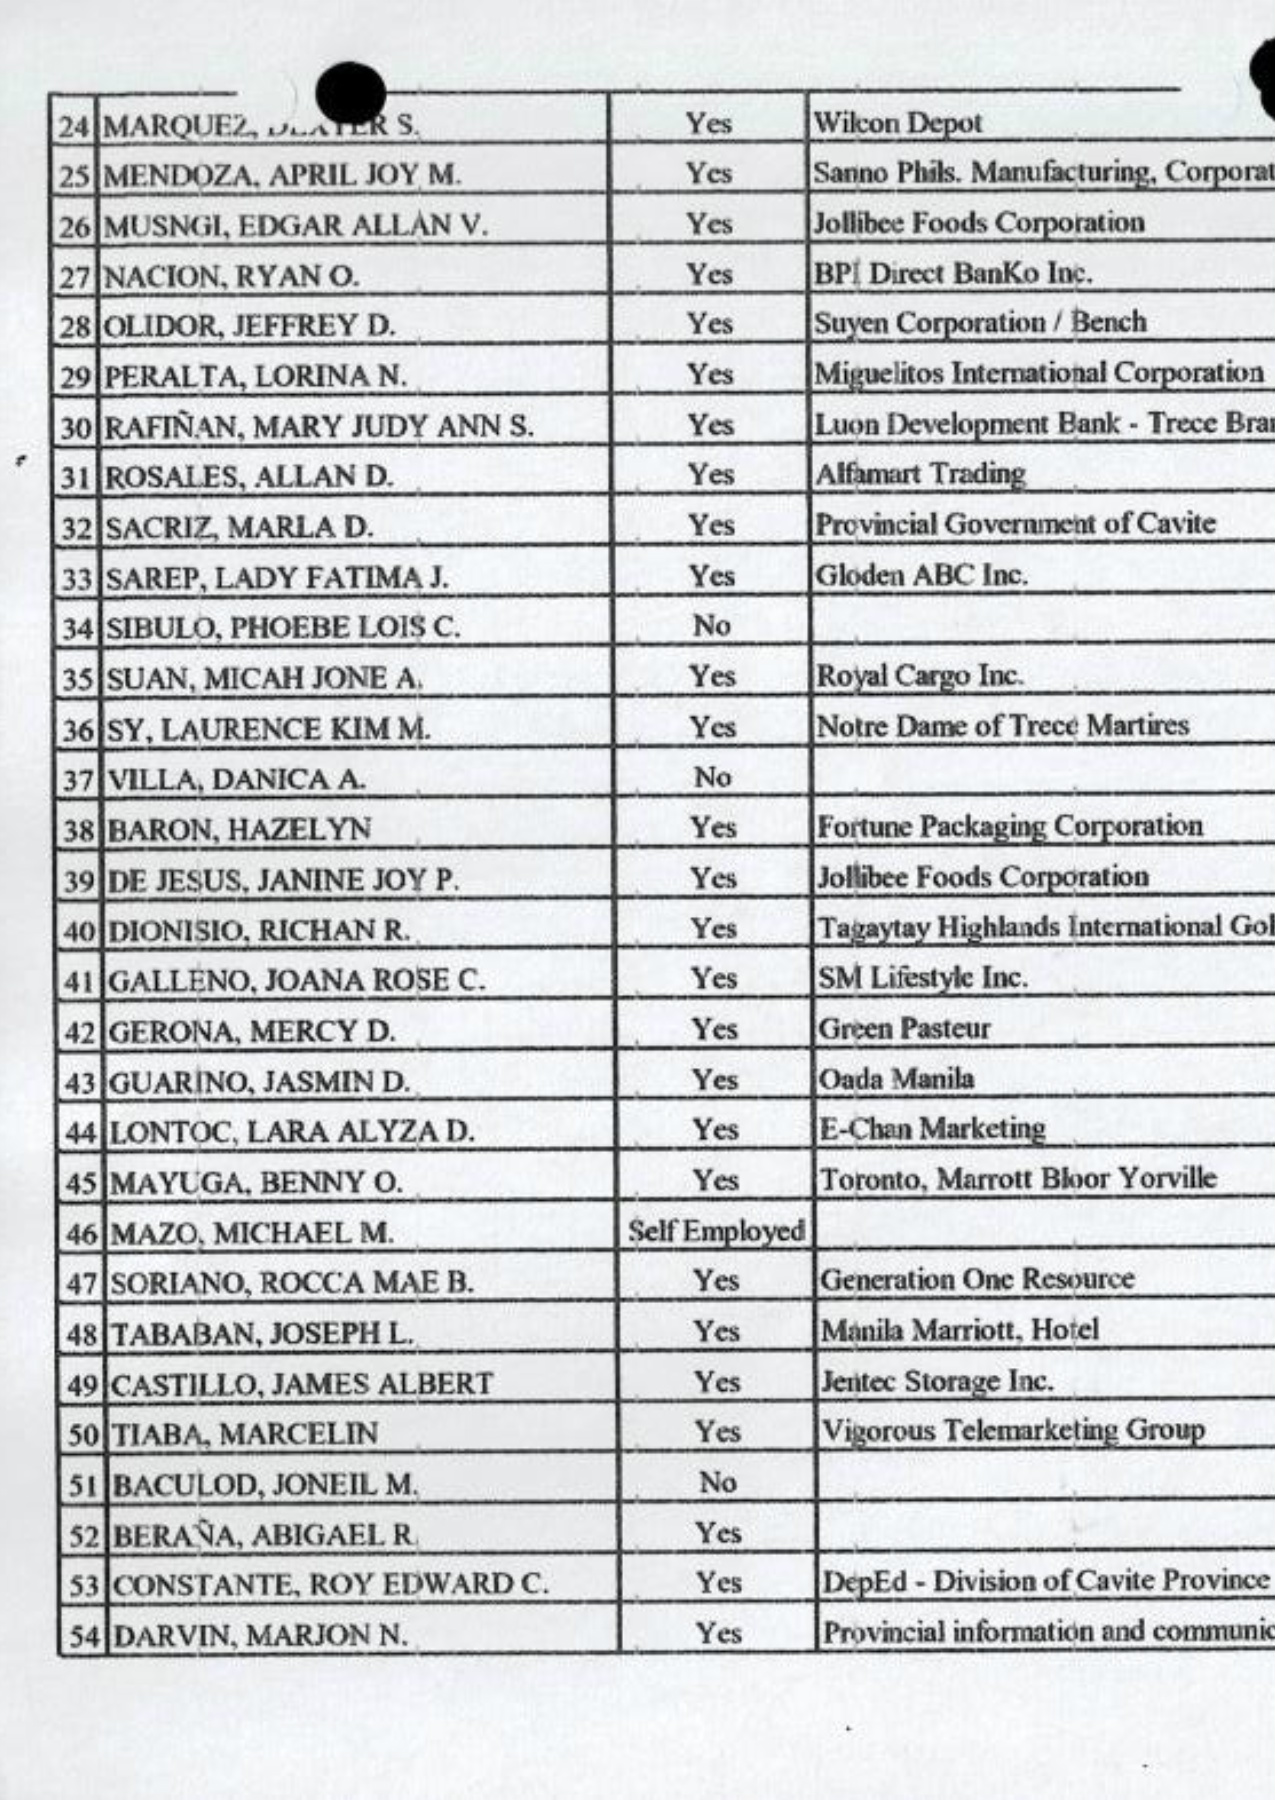 24 MARQUEZ, S. Yes Wilcon Depot
25 MENDOZA, APRIL JOY M. Yes Sanno Phils. Manufacturing, Corporat
26 MUSNGI, EDGAR ALLAN V. Yes Jollibee Foods Corporation
27 NACION, RYAN O. Yes BPI Direct BanKo Inc.
28 OLIDOR, JEFFREY D. Yes Suyen Corporation / Bench
29 PERALTA, LORINA N. Yes Miguelitos International Corporation
30 RAFIÑAN, MARY JUDY ANN S. Yes Luon Development Bank - Trece Bra
31 ROSALES, ALLAN D. Yes Alfamart Trading
32 SACRIZ, MARLA D. Yes Provincial Government of Cavite
33 SAREP, LADY FATIMA J. Yes Gloden ABC Inc.
34 SIBULO, PHOEBE LOIS C. No
35 SUAN, MICAH JONE A. Yes Royal Cargo Inc.
36 SY, LAURENCE KIM M. Yes Notre Dame of Trece Martires
37 VILLA, DANICA A. No
38 BARON, HAZELYN Yes Fortune Packaging Corporation
39 DE JESUS, JANINE JOY P. Yes Jollibee Foods Corporation
40 DIONISIO, RICHAN R. Yes Tagaytay Highlands International Gol
41 GALLENO, JOANA ROSE C. Yes SM Lifestyle Inc.
42 GERONA, MERCY D. Yes Green Pasteur
43 GUARINO, JASMIN D. Yes Oada Manila
44 LONTOC, LARA ALYZA D. Yes E-Chan Marketing
45 MAYUGA, BENNY O. Yes Toronto, Marrott Bloor Yorville
46 MAZO, MICHAEL M. Self Employed
47 SORIANO, ROCCA MAE B. Yes Generation One Resource
48 TABABAN, JOSEPH L. Yes Manila Marriott, Hotel
49 CASTILLO, JAMES ALBERT Yes Jentec Storage Inc.
50 TIABA, MARCELIN Yes Vigorous Telemarketing Group
51 BACULOD, JONEIL M. No
52 BERAÑA, ABIGAEL R. Yes
53 CONSTANTE, ROY EDWARD C. Yes DepEd - Division of Cavite Province
54 DARVIN, MARJON N. Yes Provincial information and communic